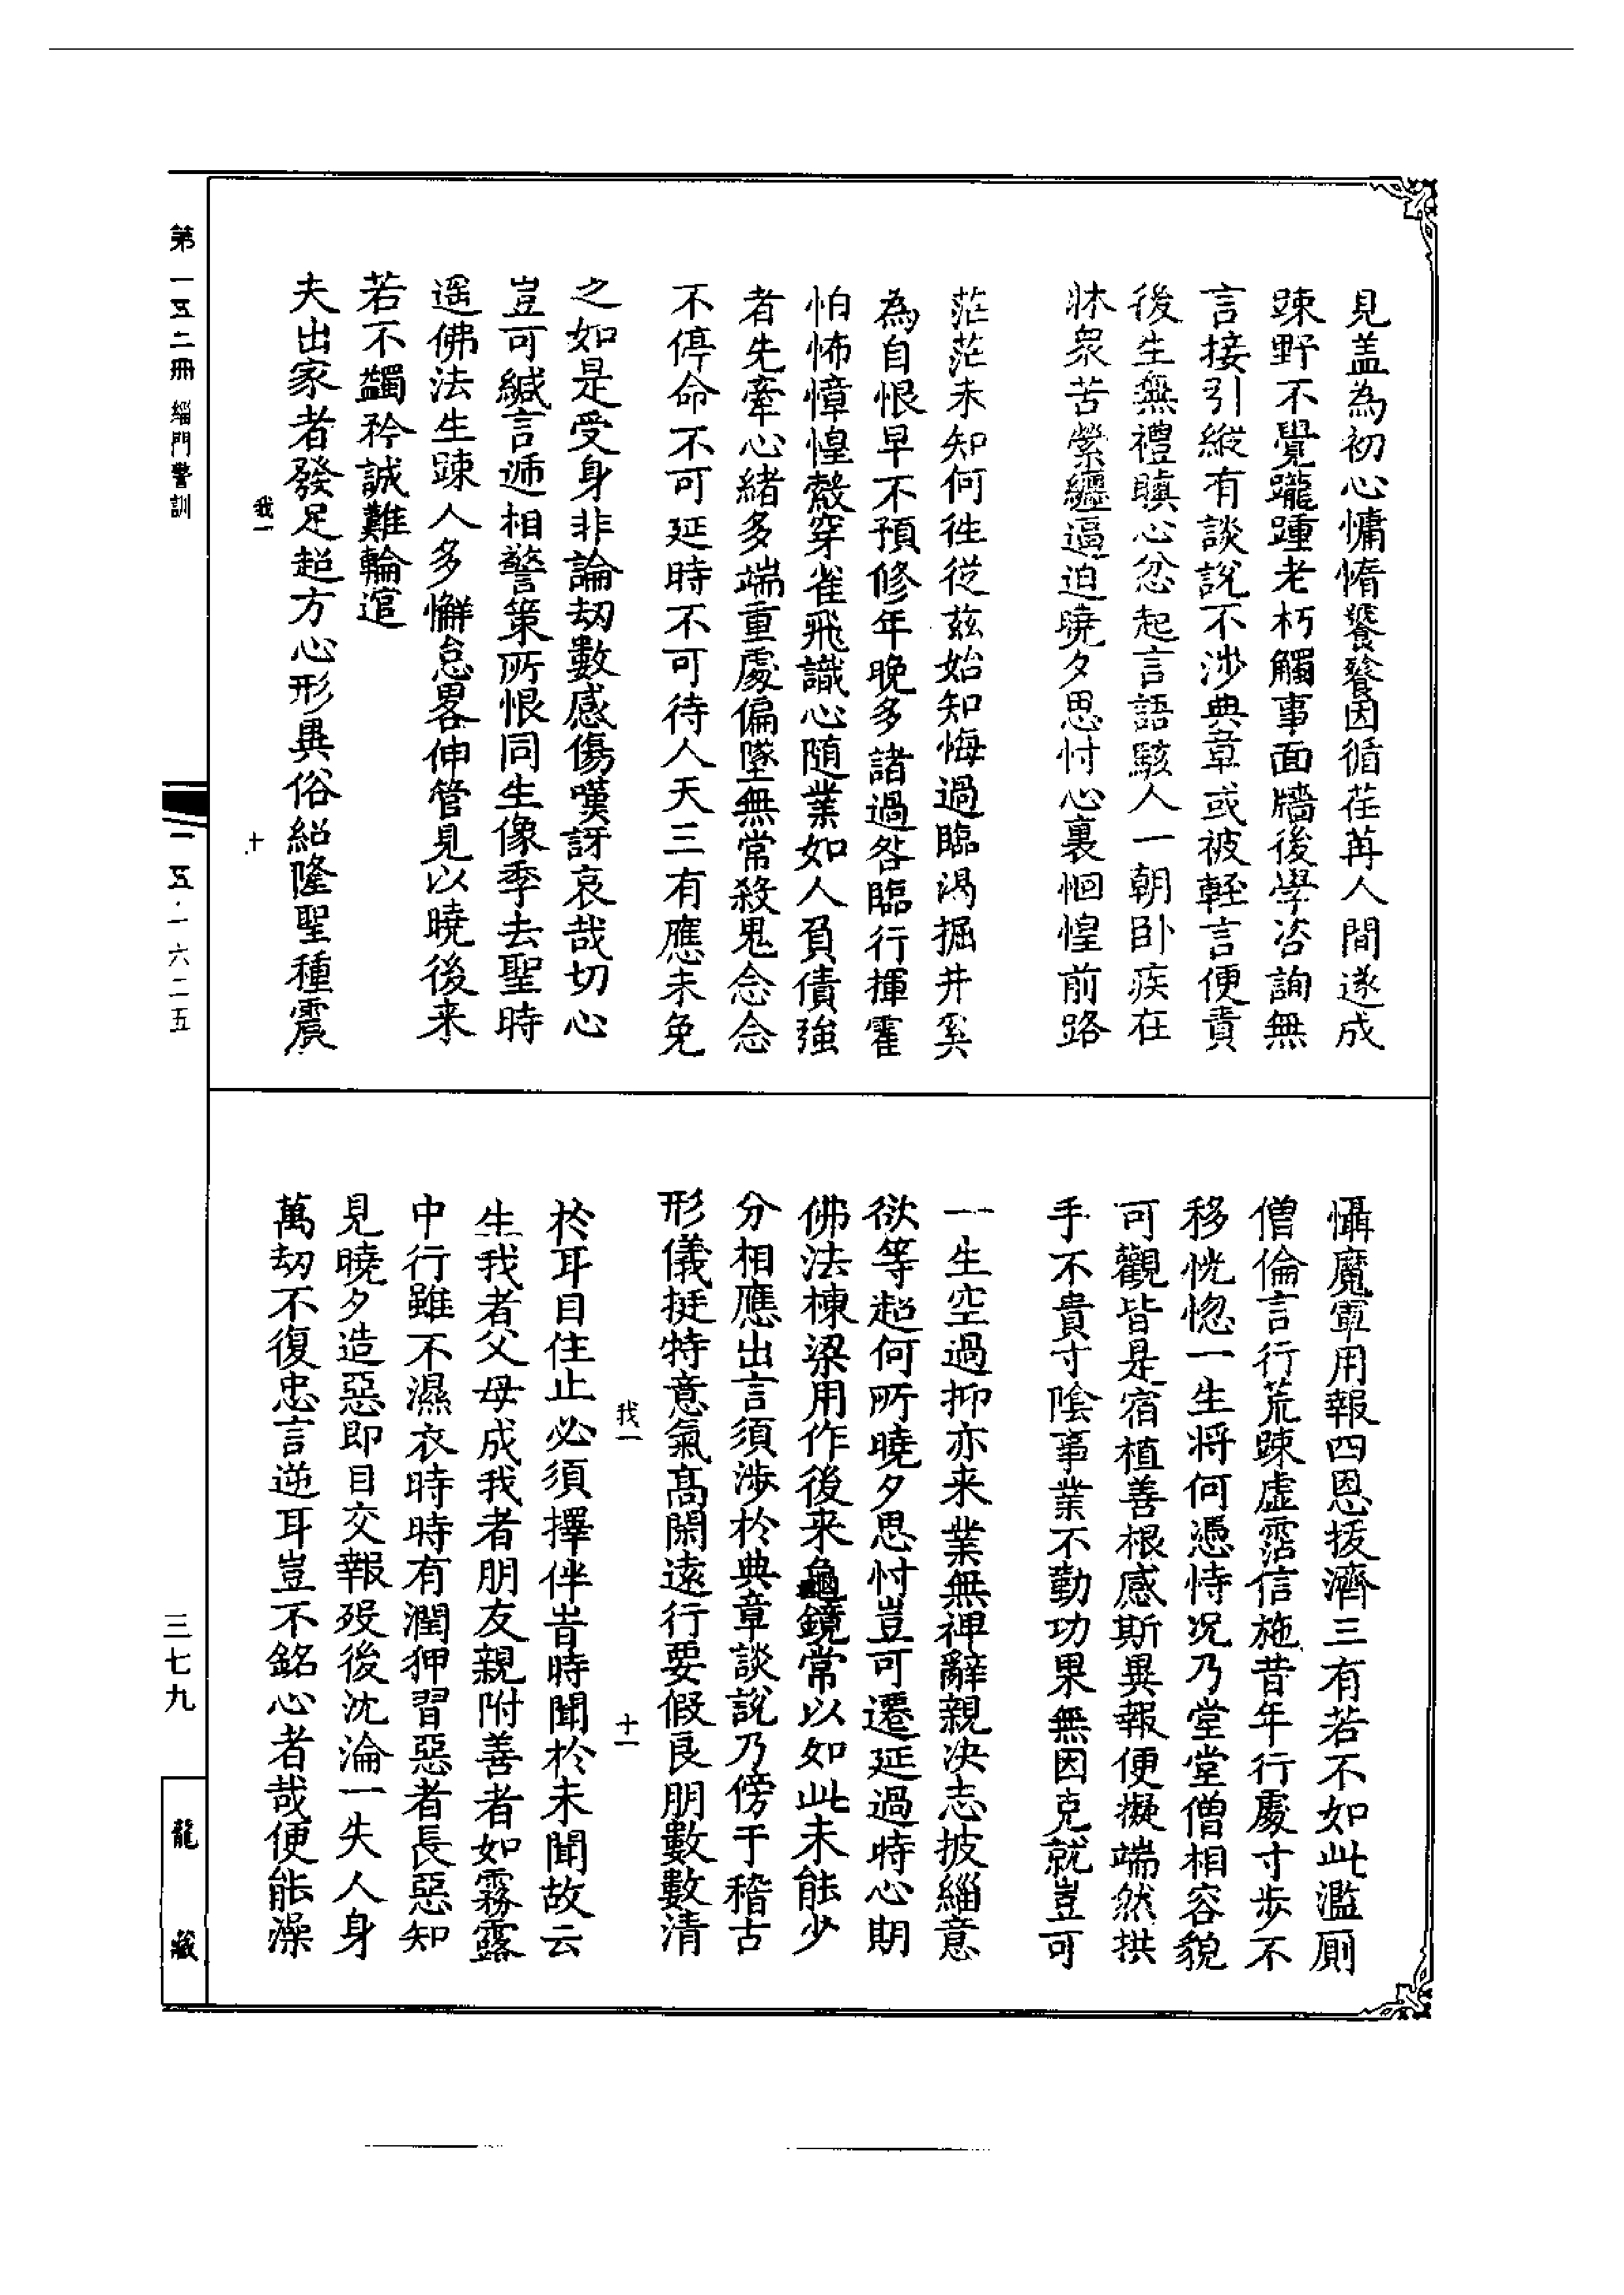 見盖為初心慵惰饕餮因循荏苒人間遂成
踈野不覺躘踵老朽觸事面牆後學咨詢無
言接引縱有談說不涉典章或被輕言便責
後生無禮瞋心忿起言語駭人一朝卧疾在
牀衆苦縈纏逼迫曉夕思忖心裏恛惶前路
茫茫未知何徃從兹始知悔過臨渴掘井奚
為自恨早不預修年晚多諸過咎臨行揮霍
怕怖慞惶縠穿雀飛識心随業如人負債強
者先牽心緒多端重處偏墜無常殺鬼念念
不停命不可延時不可待人天三有應未免
之如是受身非論劫數感傷嘆訝哀哉切心
豈可緘言遞相警策所恨同生像季去聖時
遥佛法生踈人多懈怠畧伸管見以曉後来
若不蠲矜誠難輪逭
夫出家者發足超方心形異俗紹隆聖種震
我一
十
懾魔軍用報四恩拔濟三有若不如此濫厠
僧倫言行荒踈虛霑信施昔年行處寸步不
移恍惚一生将何憑恃况乃堂堂僧相容貌
可觀皆是宿植善根感斯異報便擬端然拱
手不貴寸陰事業不勤功果無因克就豈可
一生空過抑亦来業無裨辭親决志披緇意
欲等超何所曉夕思忖豈可遷延過時心期
佛法棟梁用作後来龜鏡常以如此未能少
分相應出言須渉於典章談說乃傍于稽古
形儀挺特意氣髙閑遠行要假良朋數數清
我一
十一
於耳目住止必須擇伴旹時聞於未聞故云
生我者父母成我者朋友親附善者如霧露
中行雖不濕衣時時有潤狎習惡者長惡知
見曉夕造惡即目交報殁後沈淪一失人身
萬劫不復忠言逆耳豈不銘心者哉便能澡
第一五二冊 緇門警訓
一五·一六二五
三七九
龍藏